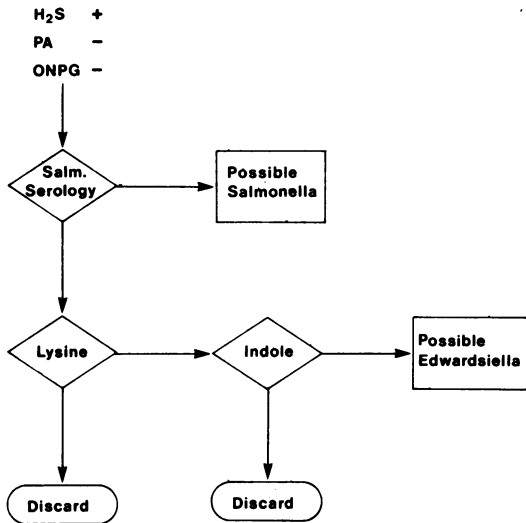 H₂S +
PA -
ONPG -
Salm.
Serology
Possible
Salmonella
Lysine
Indole
Possible
Edwardsiella
Discard
Discard